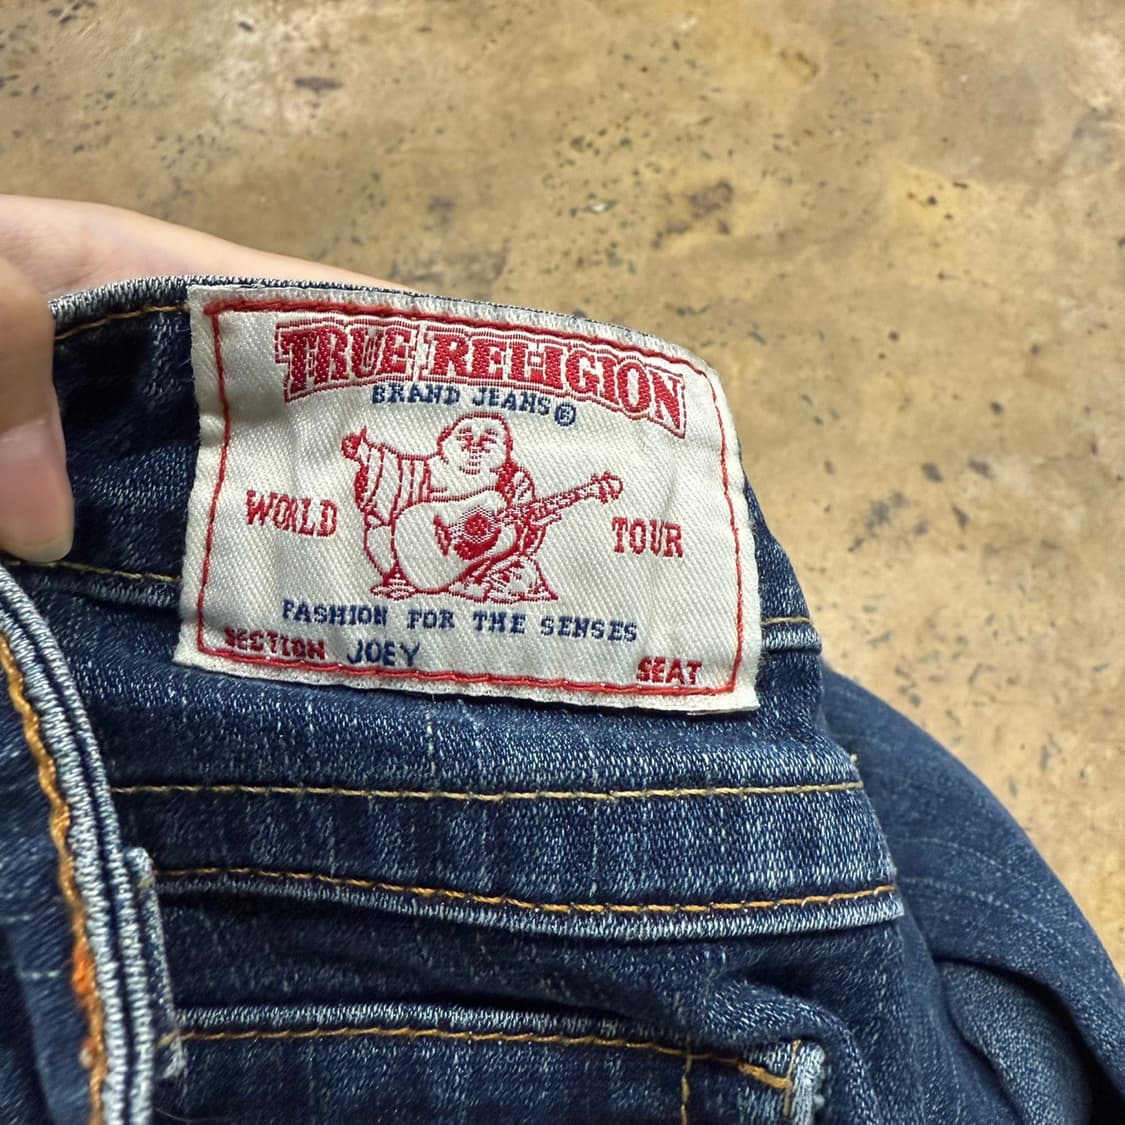 TRUE RELIGION
BRAND JEANS®
WORLD TOUR
FASHION FOR THE SENSES
SECTION JOEY SEAT